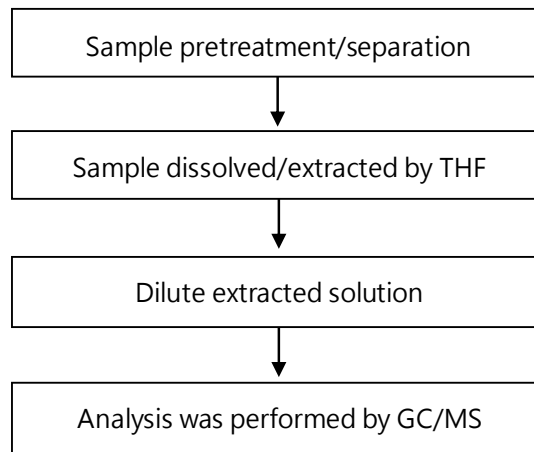 Sample pretreatment/separation
Sample dissolved/extracted by THF
Dilute extracted solution
Analysis was performed by GC/MS